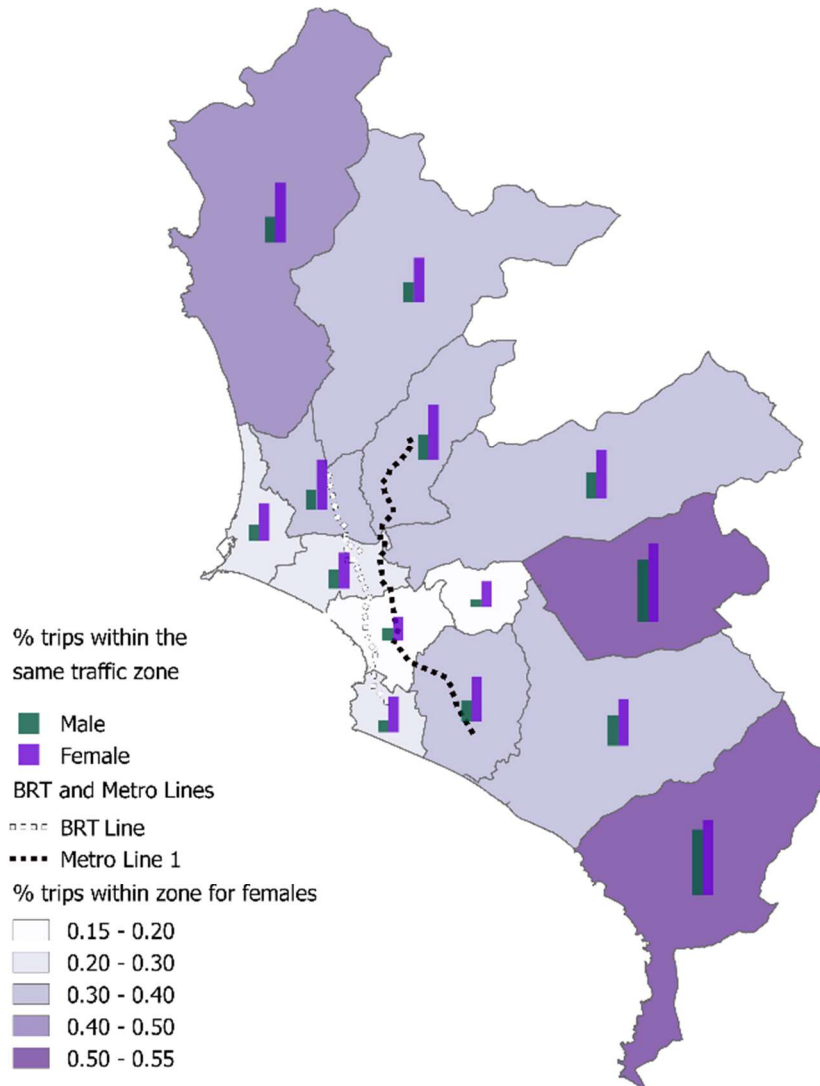 % trips within the
same traffic zone
Male
Female
BRT and Metro Lines
BRT Line
Metro Line 1
% trips within zone for females
0.15 - 0.20
0.20 - 0.30
0.30 - 0.40
0.40 - 0.50
0.50 - 0.55